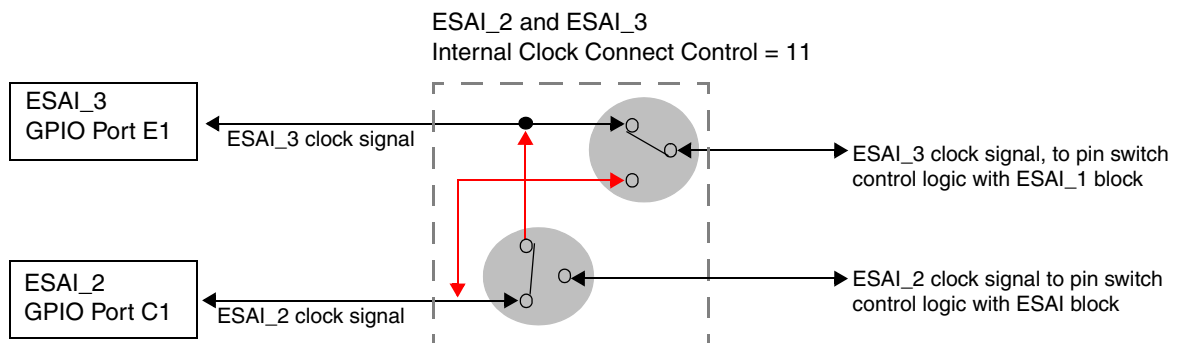 ESAI_2 and ESAI_3
Internal Clock Connect Control = 11
ESAI_3
GPIO Port E1
ESAI_3 clock signal
ESAI_3 clock signal, to pin switch
control logic with ESAI_1 block
ESAI_2
GPIO Port C1
ESAI_2 clock signal
ESAI_2 clock signal to pin switch
control logic with ESAI block